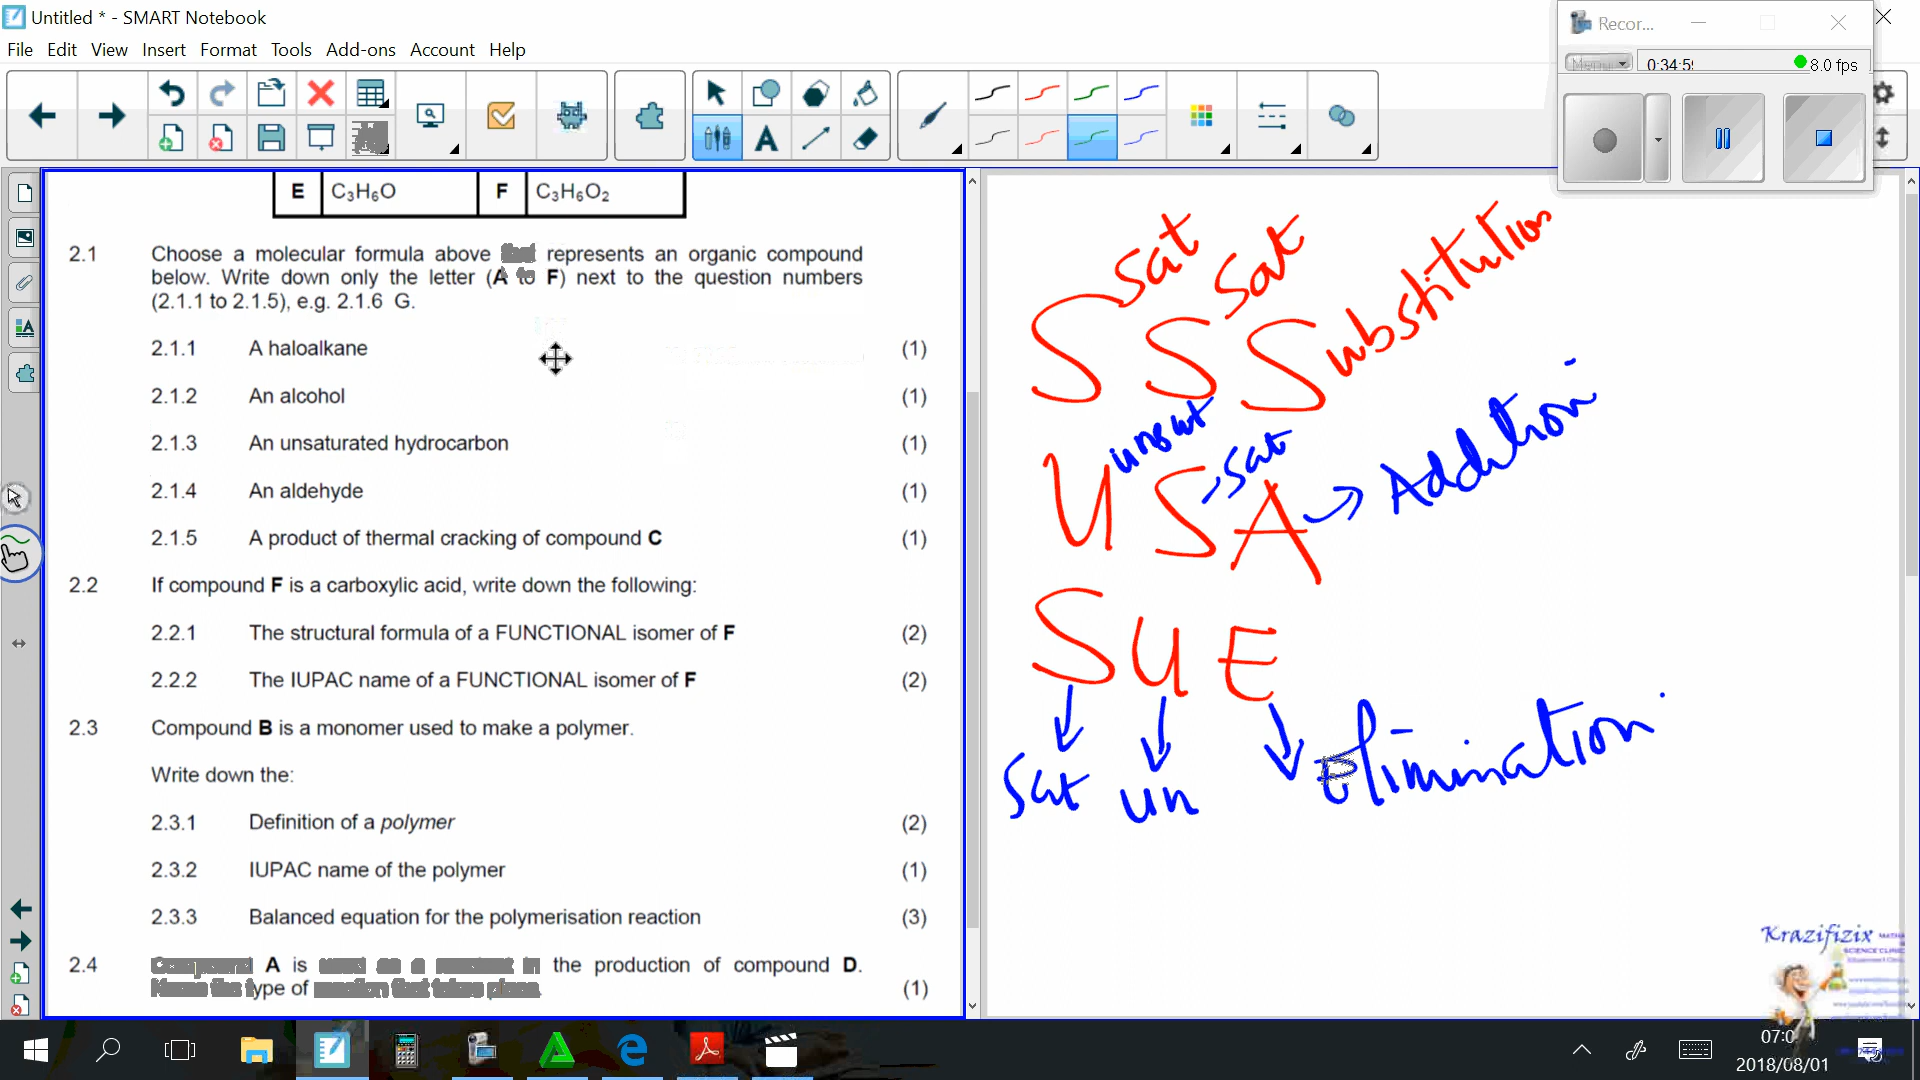 Untitled * - SMART Notebook
File Edit View Insert Format Tools Add-ons Account Help
Recor...
Menu
0:34:59
8.0 fps
E C₃H₆O F C₃H₆O₂
2.1 Choose a molecular formula above that represents an organic compound
below. Write down only the letter (A to F) next to the question numbers
(2.1.1 to 2.1.5), e.g. 2.1.6 G.
2.1.1 A haloalkane (1)
2.1.2 An alcohol (1)
2.1.3 An unsaturated hydrocarbon (1)
2.1.4 An aldehyde (1)
2.1.5 A product of thermal cracking of compound C (1)
2.2 If compound F is a carboxylic acid, write down the following:
2.2.1 The structural formula of a FUNCTIONAL isomer of F (2)
2.2.2 The IUPAC name of a FUNCTIONAL isomer of F (2)
2.3 Compound B is a monomer used to make a polymer.
Write down the:
2.3.1 Definition of a polymer (2)
2.3.2 IUPAC name of the polymer (1)
2.3.3 Balanced equation for the polymerisation reaction (3)
2.4 Compound A is used as a reactant in the production of compound D.
Name the type of reaction that takes place. (1)
sat sat
S S Substitution
unsat sat
U S A → Addition
S U E
Sat un Elimination
Krazifizix
07:0
2018/08/01